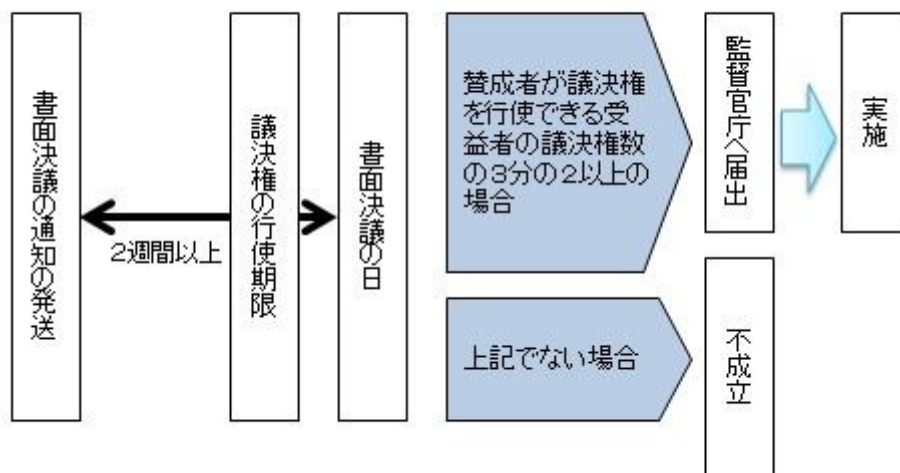 書面決議の通知の発送
2週間以上
議決権の行使期限
書面決議の日
賛成者が議決権
を行使できる受
益者の議決権数
の3分の2以上の
場合
監督官庁へ届出
実施
上記でない場合
不成立